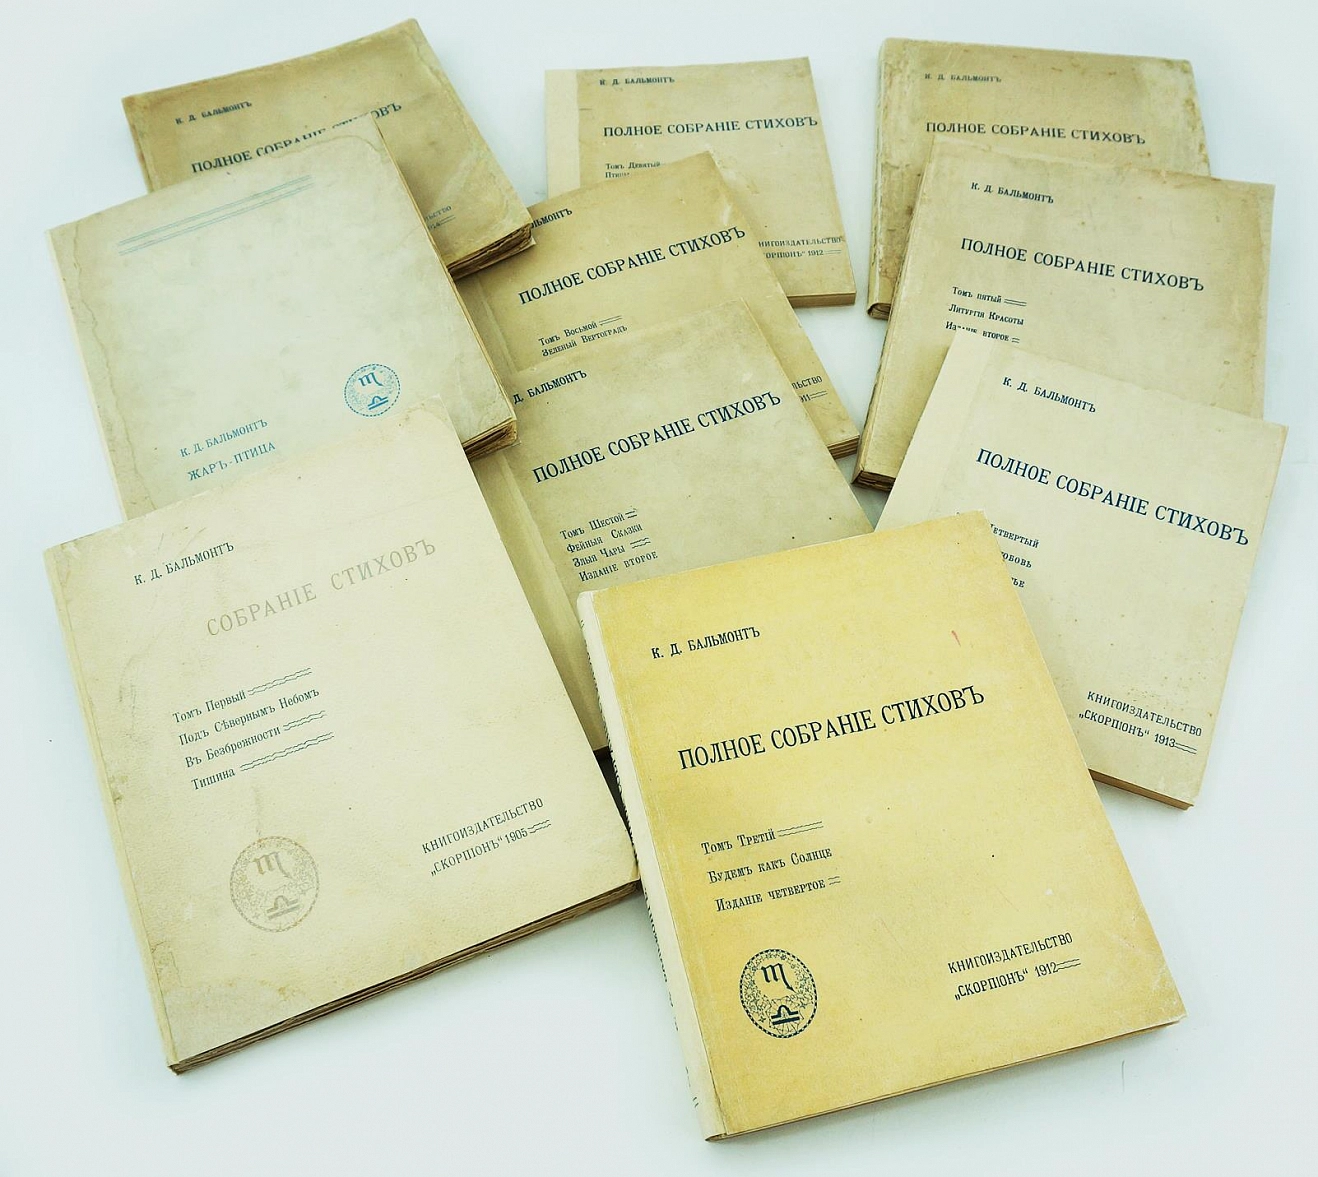 К. Д. БАЛЬМОНТЪ
ПОЛНОЕ СОБРАНІЕ СТИХОВЪ
К. Д. БАЛЬМОНТЪ
ПОЛНОЕ СОБРАНІЕ СТИХОВЪ
Томъ Девятый
Птицы
КНИГОИЗДАТЕЛЬСТВО
„СКОРПІОНЪ“ 1912
К. Д. БАЛЬМОНТЪ
ПОЛНОЕ СОБРАНІЕ СТИХОВЪ
К. Д. БАЛЬМОНТЪ
ЖАРЪ-ПТИЦА
БАЛЬМОНТЪ
ПОЛНОЕ СОБРАНІЕ СТИХОВЪ
Томъ Восьмой
Зеленый Вертоградъ
К. Д. БАЛЬМОНТЪ
ПОЛНОЕ СОБРАНІЕ СТИХОВЪ
Томъ пятый
Литургія Красоты
Изданіе второе
Д. БАЛЬМОНТЪ
ПОЛНОЕ СОБРАНІЕ СТИХОВЪ
Томъ Шестой
Фейныя Сказки
Злыя Чары
Изданіе второе
К. Д. БАЛЬМОНТЪ
ПОЛНОЕ СОБРАНІЕ СТИХОВЪ
Четвертый
КНИГОИЗДАТЕЛЬСТВО
„СКОРПІОНЪ“ 1913
К. Д. БАЛЬМОНТЪ
СОБРАНІЕ СТИХОВЪ
Томъ Первый
Подъ Сѣвернымъ Небомъ
Въ Безбрежности
Тишина
КНИГОИЗДАТЕЛЬСТВО
„СКОРПІОНЪ“ 1905
К. Д. БАЛЬМОНТЪ
ПОЛНОЕ СОБРАНІЕ СТИХОВЪ
Томъ Третій
Будемъ какъ Солнце
Изданіе четвертое
КНИГОИЗДАТЕЛЬСТВО
„СКОРПІОНЪ“ 1912